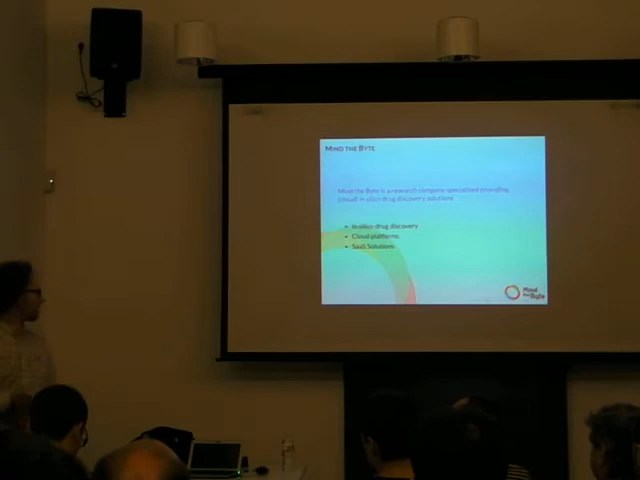 MIND THE BYTE
Mind the Byte is a research company specialized providing
(cloud) in silico drug discovery solutions
• In silico drug discovery
• Cloud platforms
• SaaS Solutions
Mind
the Byte